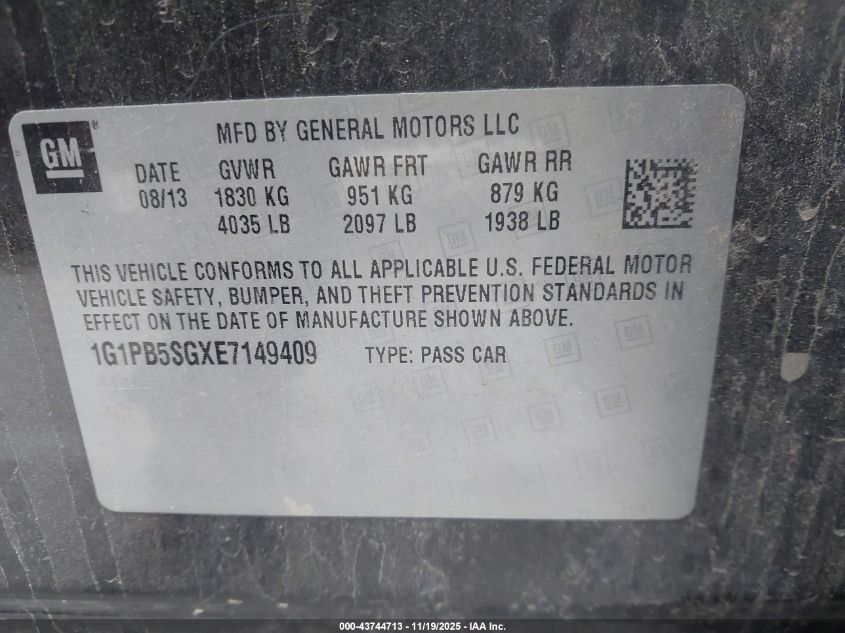 GM
MFD BY GENERAL MOTORS LLC
DATE GVWR GAWR FRT GAWR RR
08/13 1830 KG 951 KG 879 KG
4035 LB 2097 LB 1938 LB
THIS VEHICLE CONFORMS TO ALL APPLICABLE U.S. FEDERAL MOTOR
VEHICLE SAFETY, BUMPER, AND THEFT PREVENTION STANDARDS IN
EFFECT ON THE DATE OF MANUFACTURE SHOWN ABOVE.
1G1PB5SGXE7149409 TYPE: PASS CAR
000-43744713 - 11/19/2025 - IAA Inc.